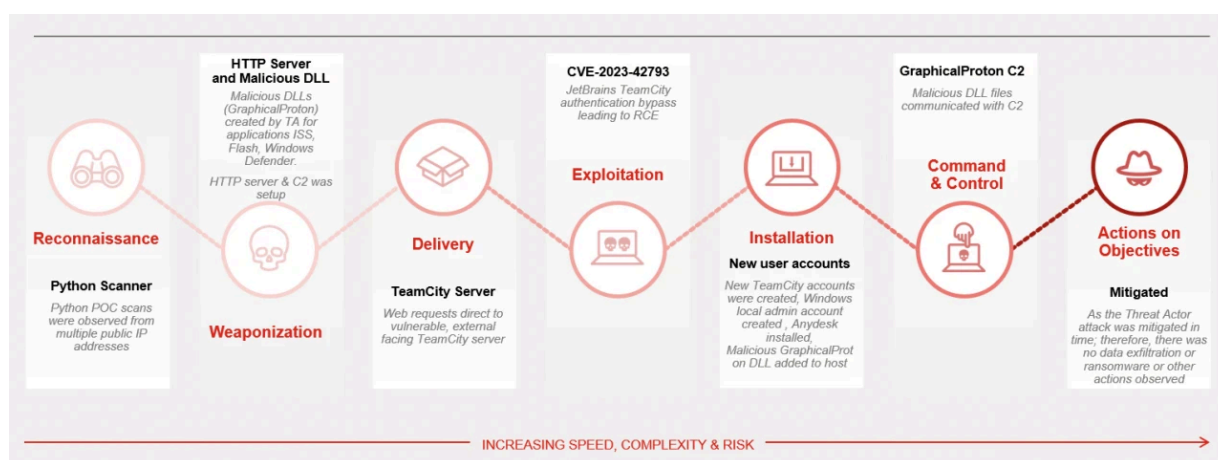 HTTP Server
and Malicious DLL
Malicious DLLs
(GraphicalProton)
created by TA for
applications ISS,
Flash, Windows
Defender.
HTTP server & C2 was
setup
CVE-2023-42793
JetBrains TeamCity
authentication bypass
leading to RCE
GraphicalProton C2
Malicious DLL files
communicated with C2
Reconnaissance
Python Scanner
Python POC scans
were observed from
multiple public IP
addresses
Weaponization
Delivery
TeamCity Server
Web requests direct to
vulnerable, external
facing TeamCity server
Exploitation
Installation
New user accounts
New TeamCity accounts
were created, Windows
local admin account
created , Anydesk
installed,
Malicious GraphicalProt
on DLL added to host
Command
& Control
Actions on
Objectives
Mitigated
As the Threat Actor
attack was mitigated in
time; therefore, there was
no data exfiltration or
ransomware or other
actions observed
INCREASING SPEED, COMPLEXITY & RISK